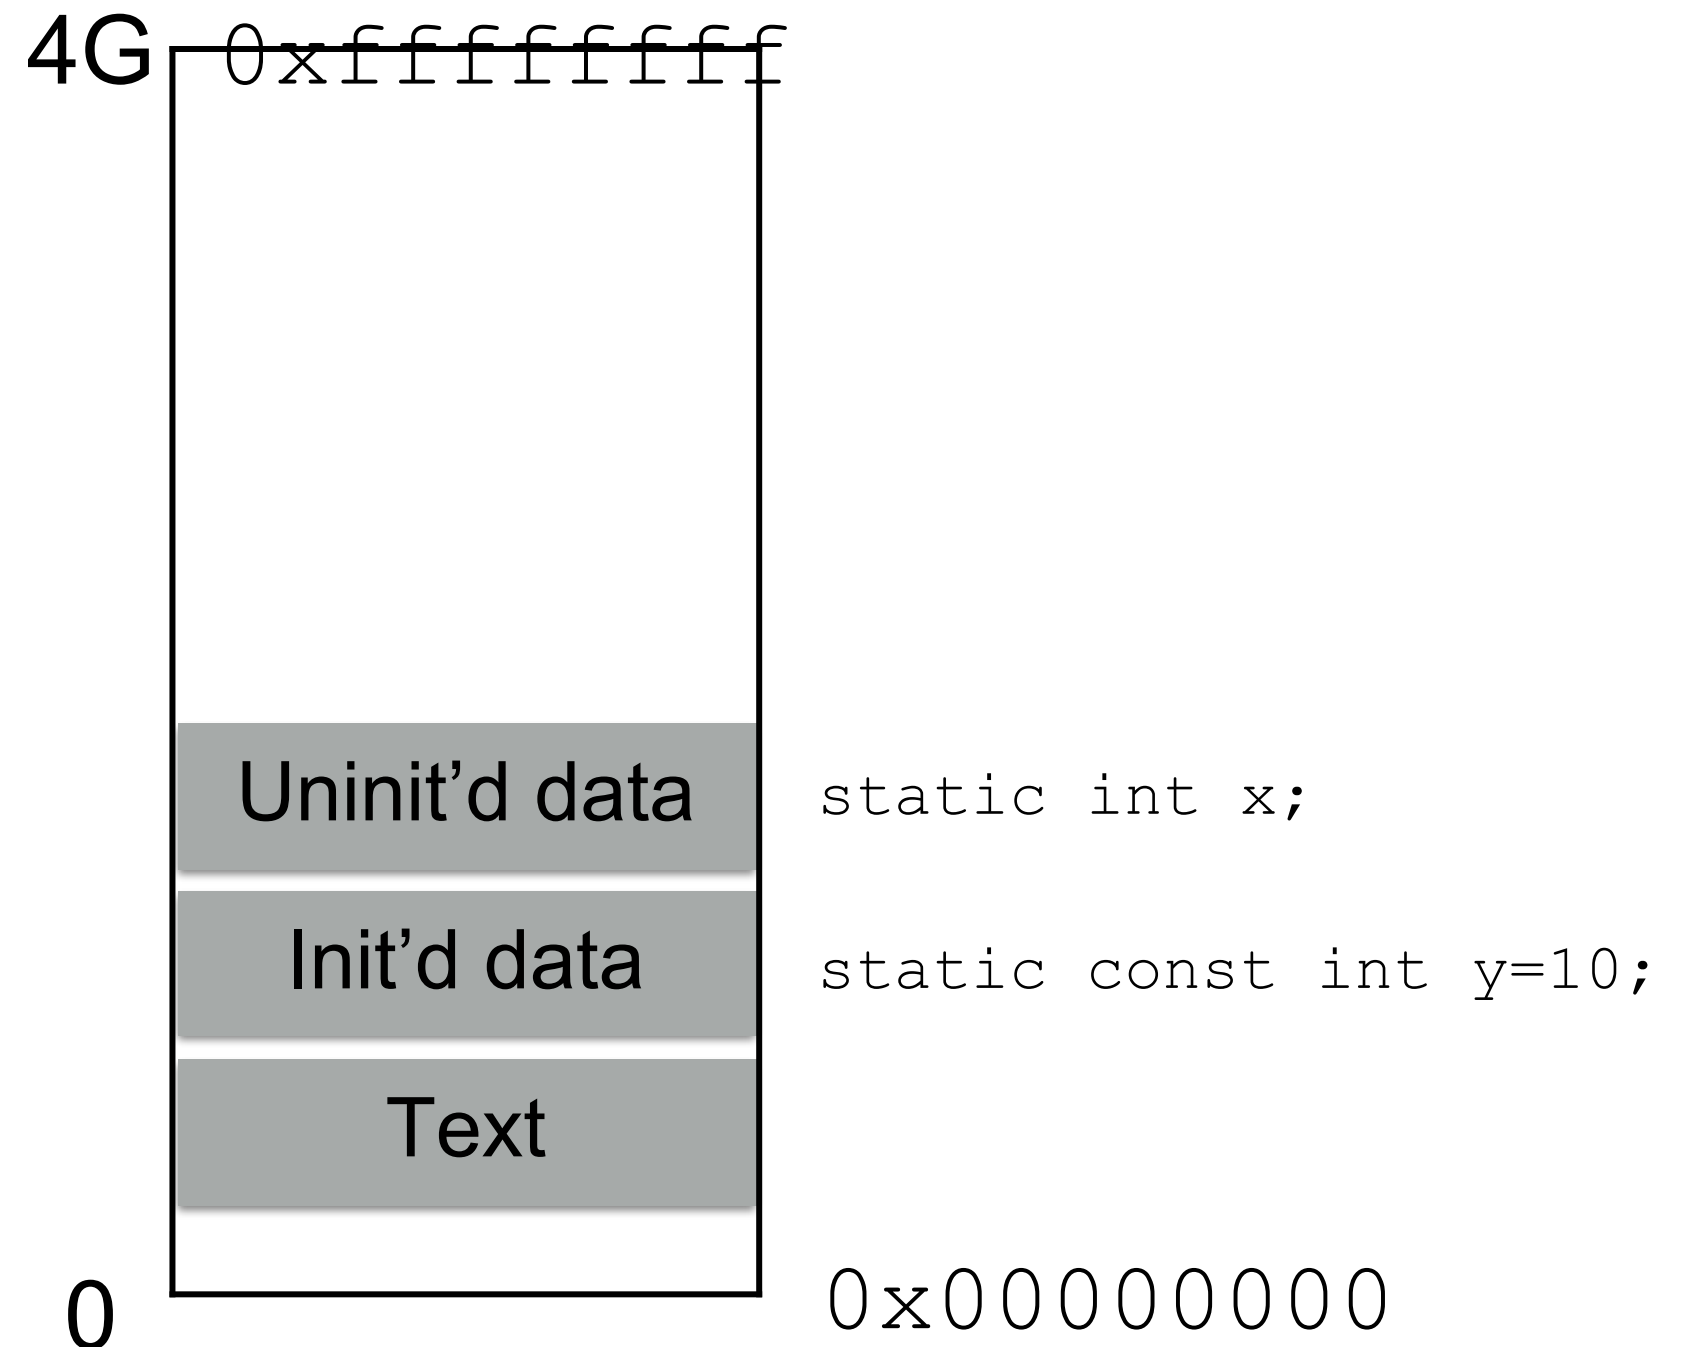 4G 0xffffffff
Uninit’d data static int x;
Init’d data static const int y=10;
Text
0 0x00000000